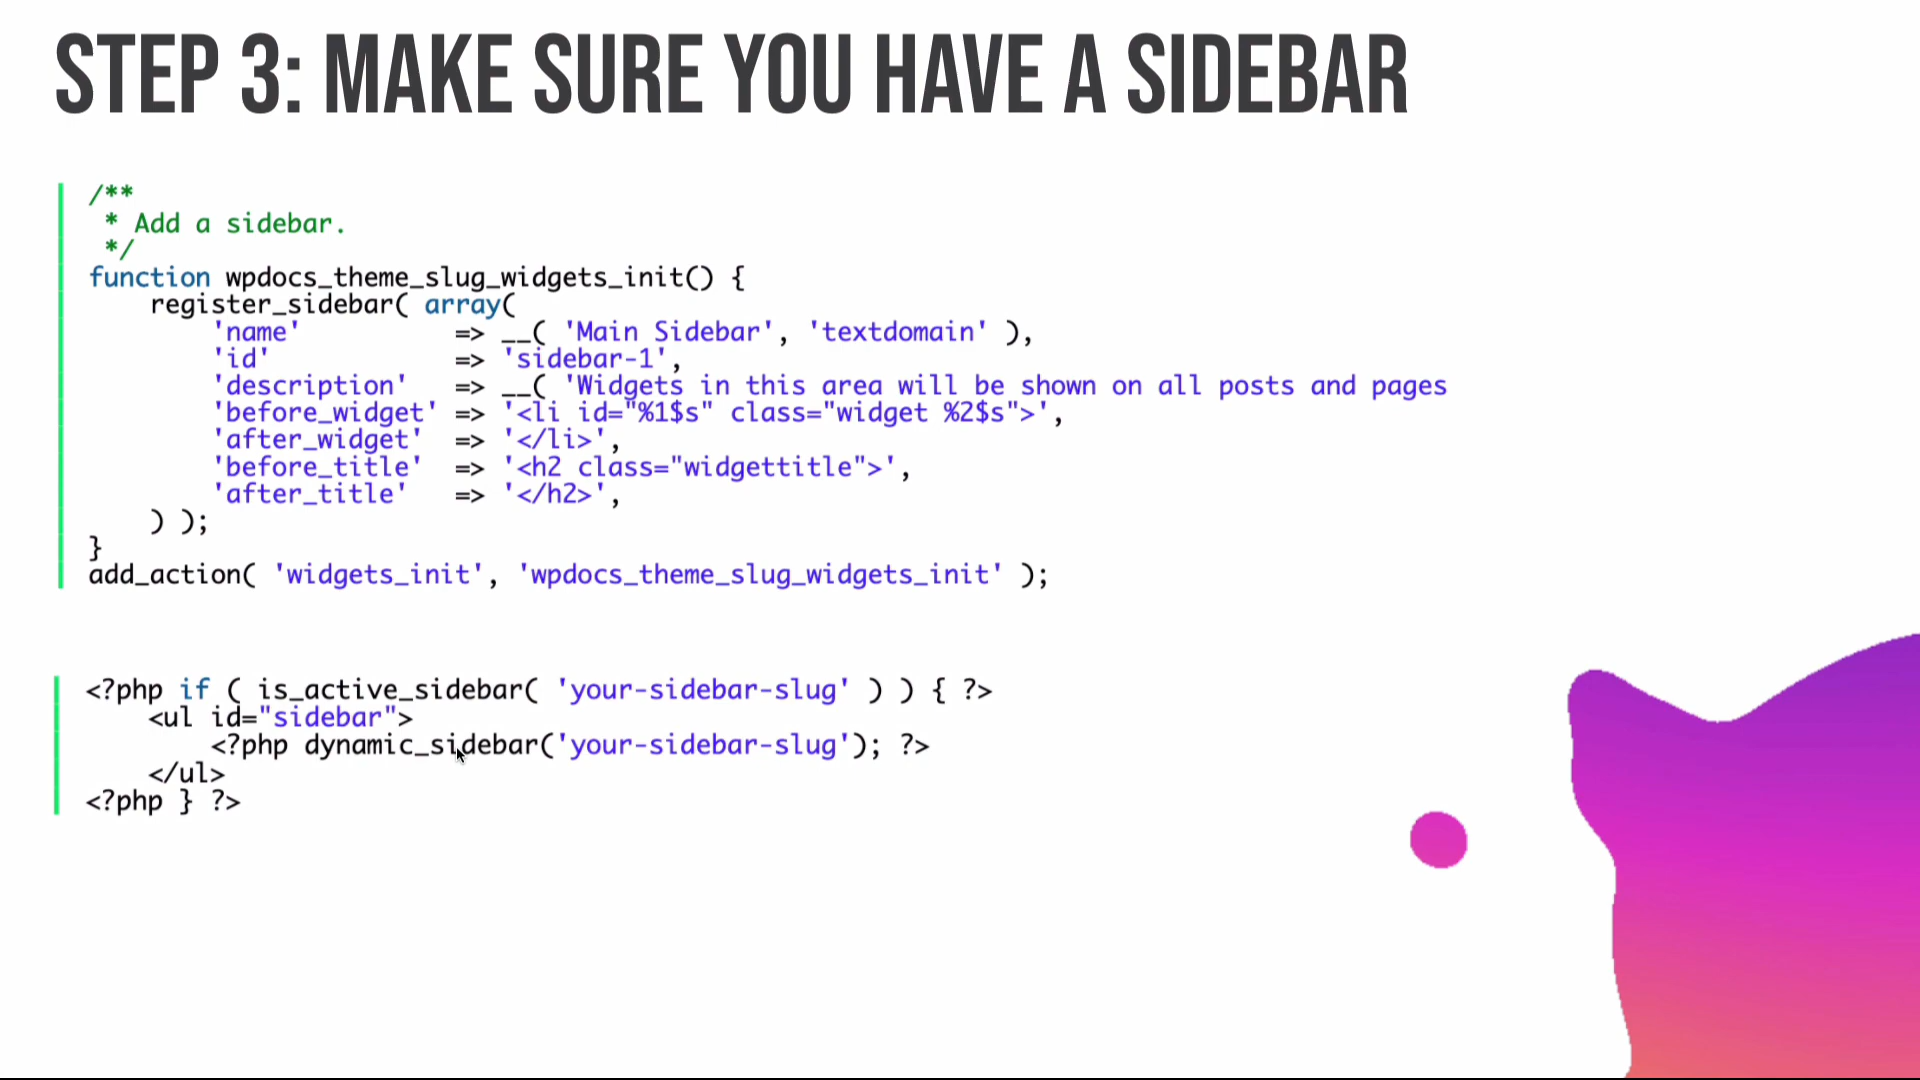 STEP 3: MAKE SURE YOU HAVE A SIDEBAR
/**
 * Add a sidebar.
 */
function wpdocs_theme_slug_widgets_init() {
    register_sidebar( array(
        'name'          => __( 'Main Sidebar', 'textdomain' ),
        'id'            => 'sidebar-1',
        'description'   => __( 'Widgets in this area will be shown on all posts and pages
        'before_widget' => '<li id="%1$s" class="widget %2$s">',
        'after_widget'  => '</li>',
        'before_title'  => '<h2 class="widgettitle">',
        'after_title'   => '</h2>',
    ) );
}
add_action( 'widgets_init', 'wpdocs_theme_slug_widgets_init' );
<?php if ( is_active_sidebar( 'your-sidebar-slug' ) ) { ?>
    <ul id="sidebar">
        <?php dynamic_sidebar('your-sidebar-slug'); ?>
    </ul>
<?php } ?>